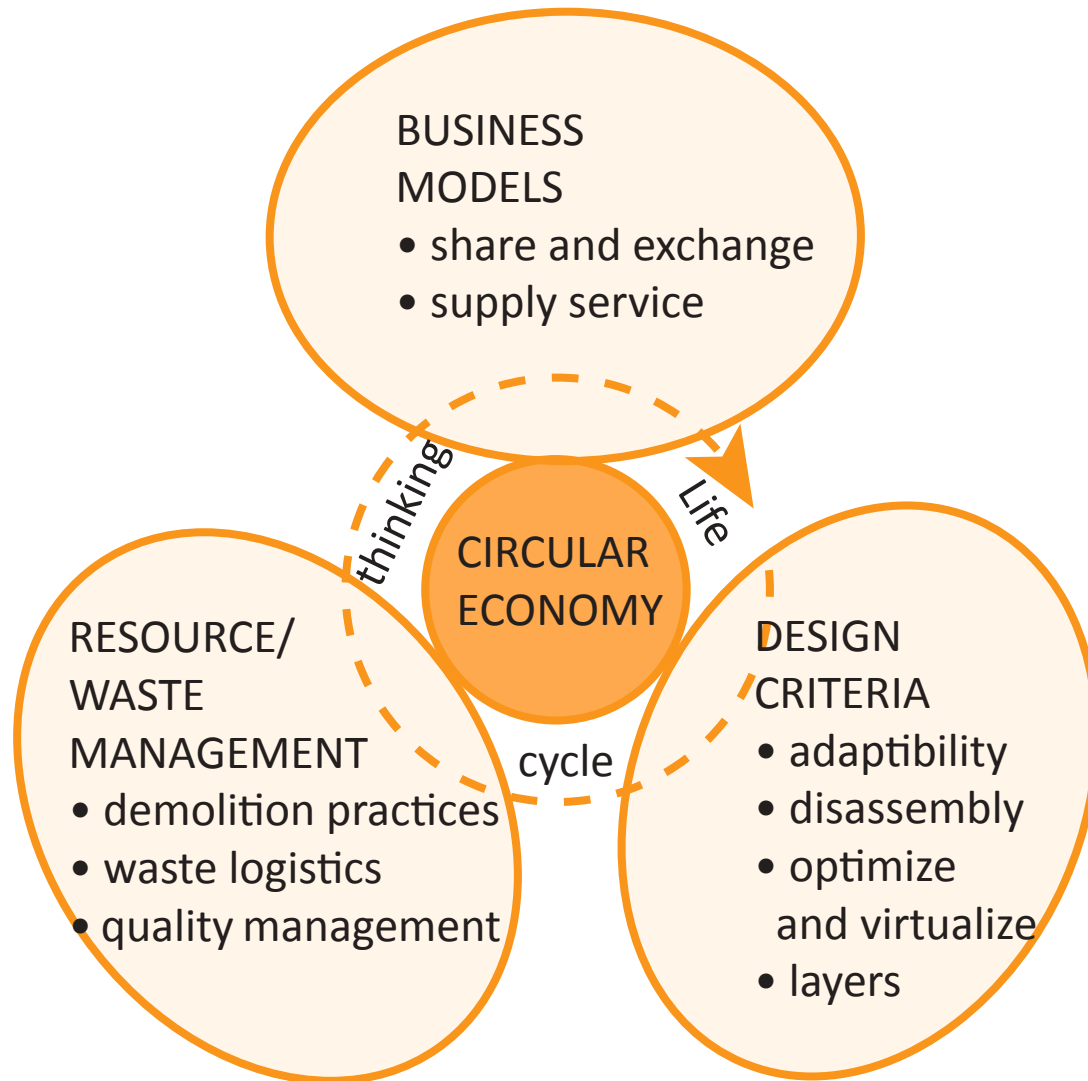 BUSINESS
MODELS
• share and exchange
• supply service
thinking
Life
cycle
CIRCULAR
ECONOMY
RESOURCE/
WASTE
MANAGEMENT
• demolition practices
• waste logistics
• quality management
DESIGN
CRITERIA
• adaptibility
• disassembly
• optimize
and virtualize
• layers